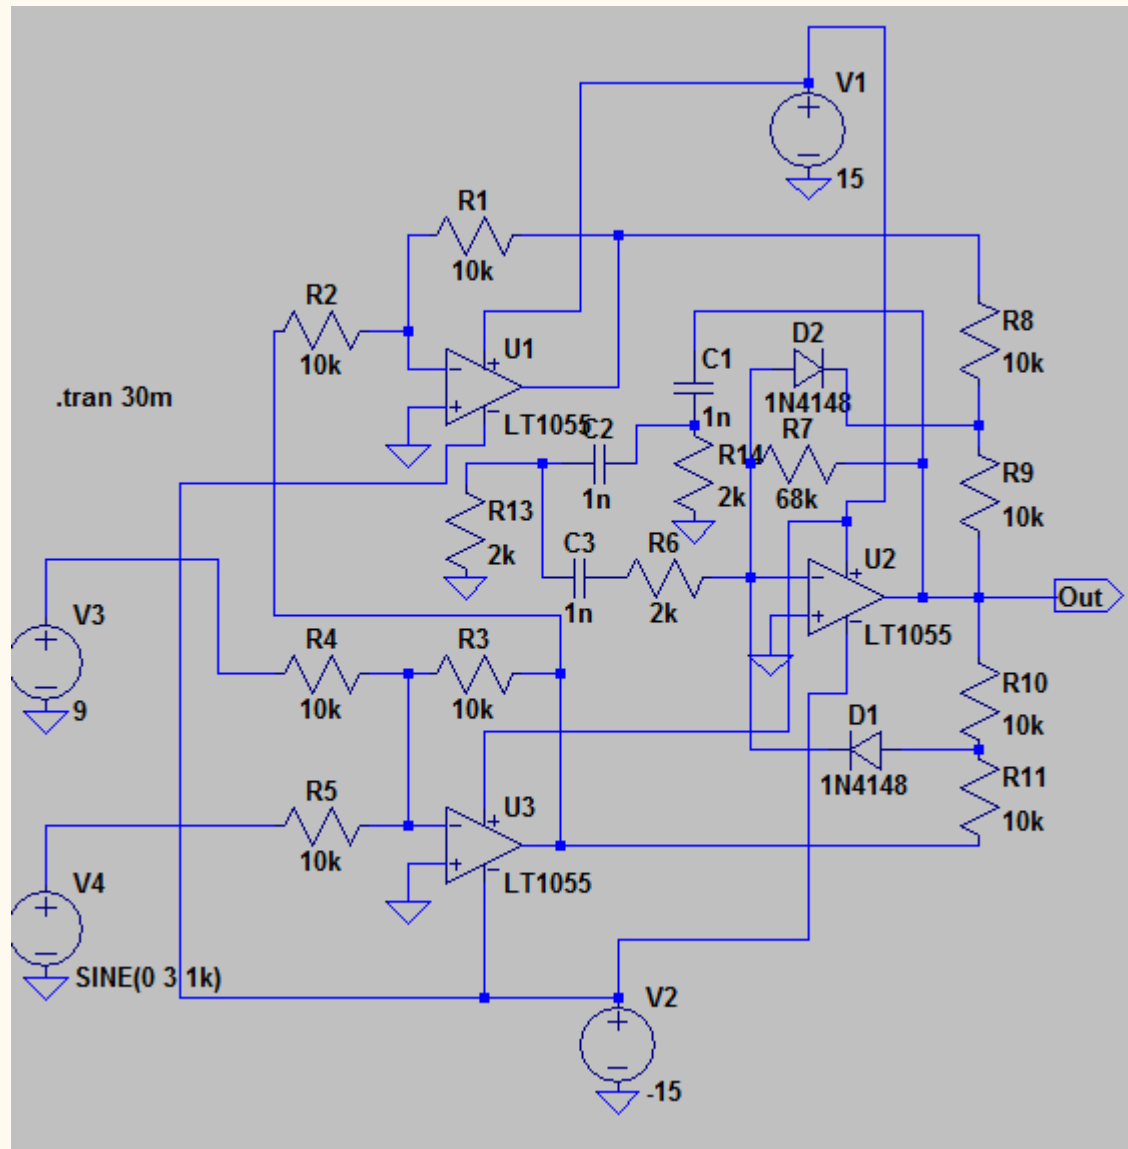 V1
15
R1
10k
R2
10k
U1
LT1055
.tran 30m
R8
10k
D2
1N4148
C1
1n
R7
68k
C2
1n
R14
2k
R9
10k
R13
2k
C3
1n
R6
2k
U2
LT1055
Out
V3
9
R4
10k
R3
10k
R10
10k
D1
1N4148
R11
10k
R5
10k
U3
LT1055
V4
SINE(0 3 1k)
V2
-15